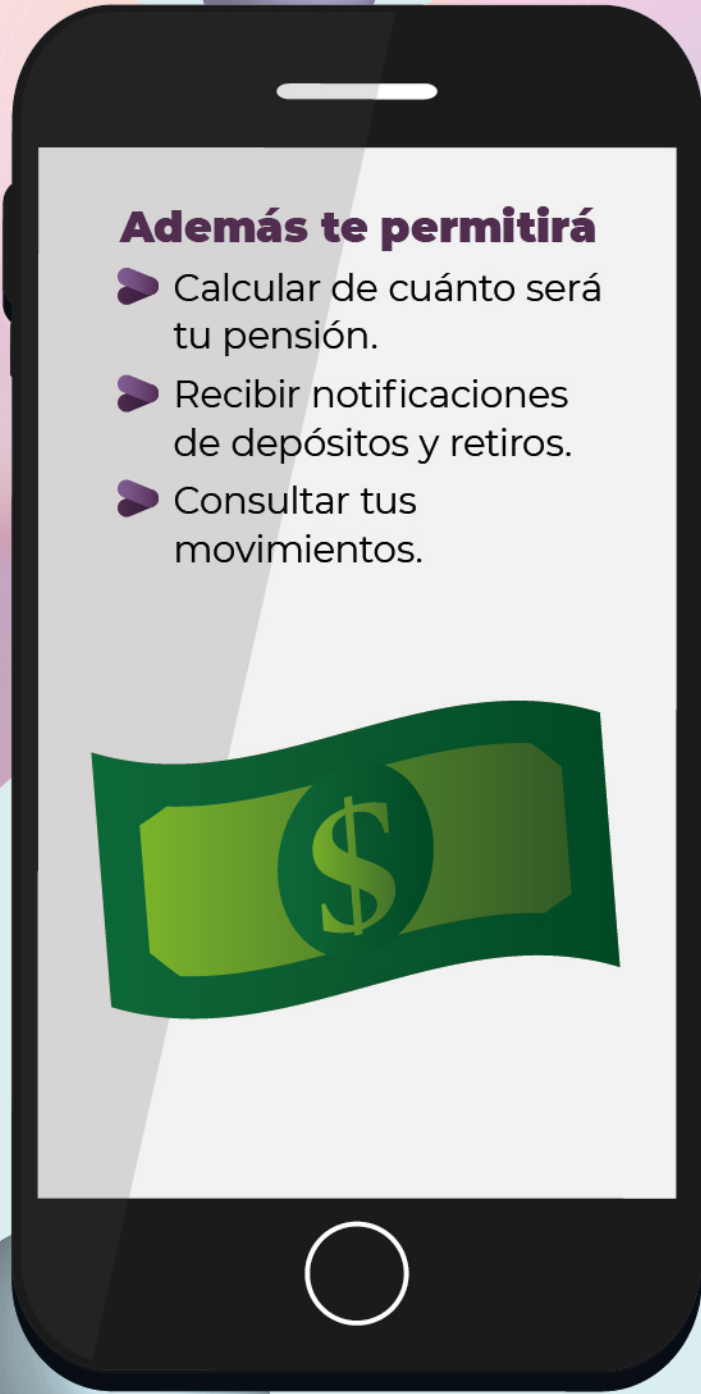 Además te permitirá
Calcular de cuánto será
tu pensión.
Recibir notificaciones
de depósitos y retiros.
Consultar tus
movimientos.
$